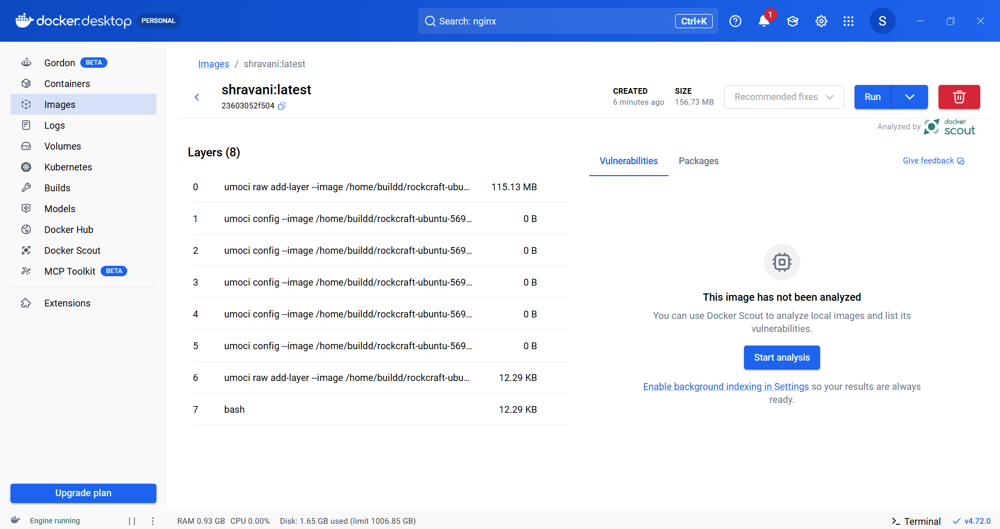 docker.desktop PERSONAL
Search: nginx
Ctrl+K
1
S
Gordon BETA
Containers
Images
Logs
Volumes
Kubernetes
Builds
Models
Docker Hub
Docker Scout
MCP Toolkit BETA
Extensions
Upgrade plan
Images / shravani:latest
shravani:latest
23603052f504
CREATED
6 minutes ago
SIZE
156.73 MB
Recommended fixes
Run
Analyzed by docker. scout
Layers (8)
0 umoci raw add-layer --image /home/buildd/rockcraft-ubu... 115.13 MB
1 umoci config --image /home/buildd/rockcraft-ubuntu-569... 0 B
2 umoci config --image /home/buildd/rockcraft-ubuntu-569... 0 B
3 umoci config --image /home/buildd/rockcraft-ubuntu-569... 0 B
4 umoci config --image /home/buildd/rockcraft-ubuntu-569... 0 B
5 umoci config --image /home/buildd/rockcraft-ubuntu-569... 0 B
6 umoci raw add-layer --image /home/buildd/rockcraft-ubu... 12.29 KB
7 bash 12.29 KB
Vulnerabilities
Packages
Give feedback
This image has not been analyzed
You can use Docker Scout to analyze local images and list its
vulnerabilities.
Start analysis
Enable background indexing in Settings so your results are always
ready.
Engine running
RAM 0.93 GB CPU 0.00% Disk: 1.65 GB used (limit 1006.85 GB)
Terminal
v4.72.0